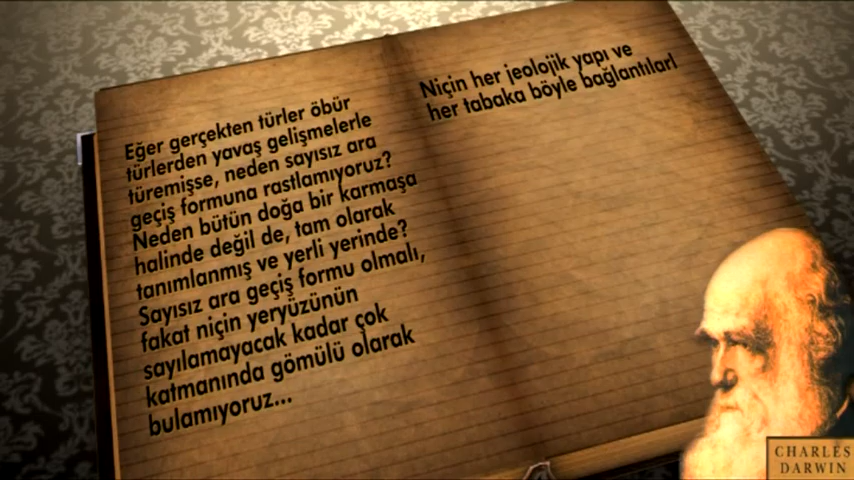 Eğer gerçekten türler öbür
türlerden yavaş gelişmelerle
türemişse, neden sayısız ara
geçiş formuna rastlamıyoruz?
Neden bütün doğa bir karmaşa
halinde değil de, tam olarak
tanımlanmış ve yerli yerinde?
Sayısız ara geçiş formu olmalı,
fakat niçin yeryüzünün
sayılamayacak kadar çok
katmanında gömülü olarak
bulamıyoruz...
Niçin her jeolojik yapı ve
her tabaka böyle bağlantılarl
CHARLES
DARWIN